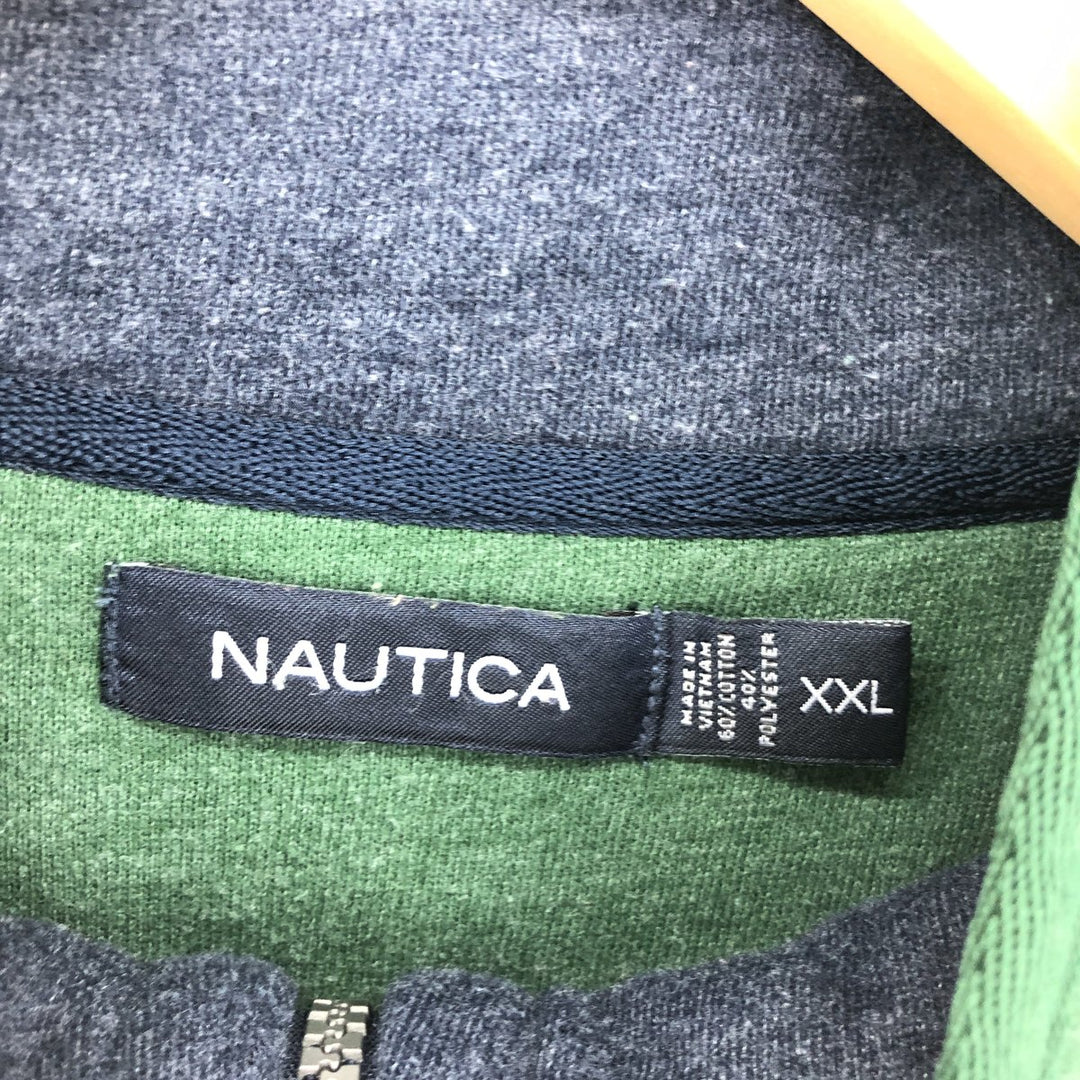 NAUTICA
MADE IN
VIETNAM
60% COTTON
40%
POLYESTER
XXL